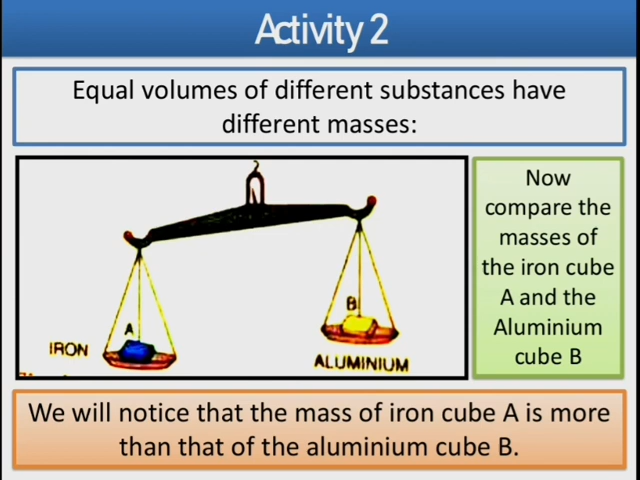 Activity 2
Equal volumes of different substances have
different masses:
Now
compare the
masses of
the iron cube
A and the
Aluminium
cube B
A
B
IRON
ALUMINIUM
We will notice that the mass of iron cube A is more
than that of the aluminium cube B.